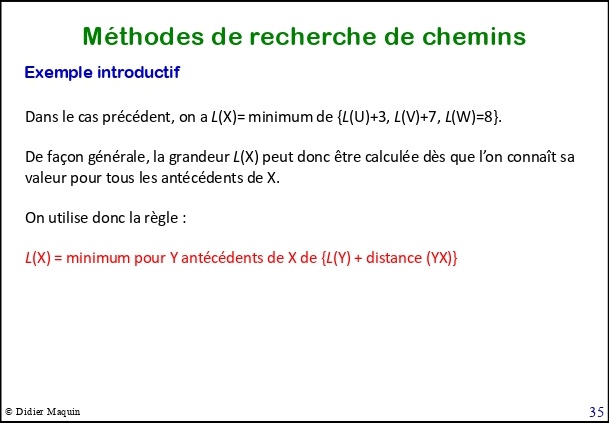 Méthodes de recherche de chemins
Exemple introductif
Dans le cas précédent, on a L(X)= minimum de {L(U)+3, L(V)+7, L(W)=8}.
De façon générale, la grandeur L(X) peut donc être calculée dès que l’on connaît sa
valeur pour tous les antécédents de X.
On utilise donc la règle :
L(X) = minimum pour Y antécédents de X de {L(Y) + distance (YX)}
© Didier Maquin
35